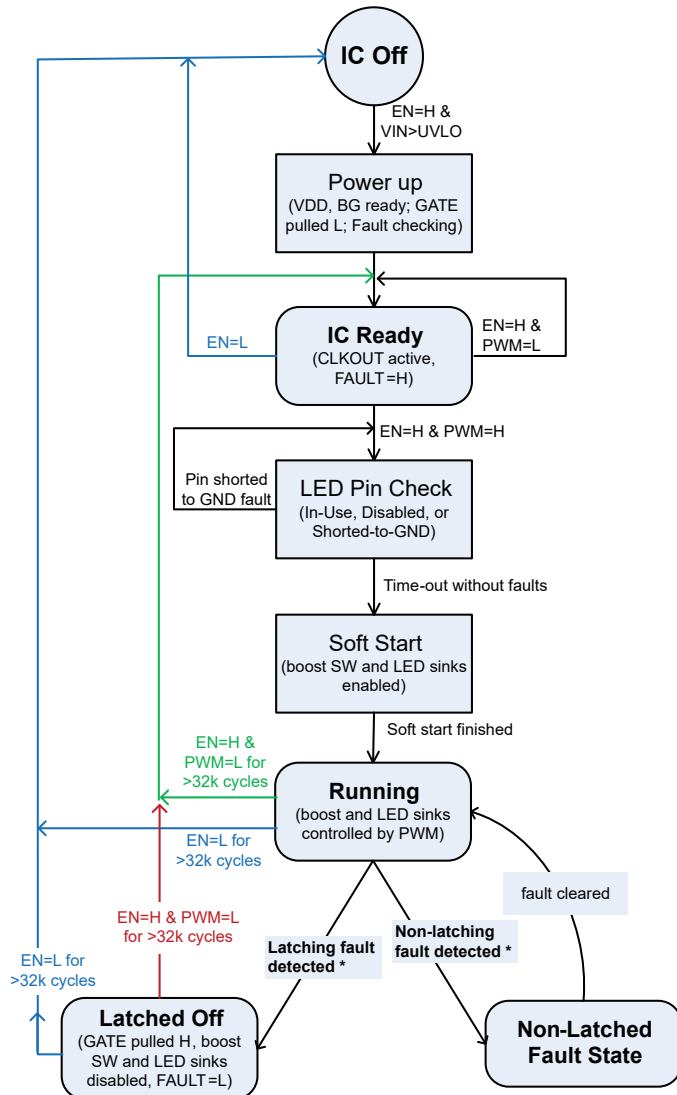 IC Off
EN=H &
VIN>UVLO
Power up
(VDD, BG ready; GATE
pulled L; Fault checking)
IC Ready
(CLKOUT active,
FAULT=H)
EN=L
EN=H &
PWM=L
EN=H & PWM=H
Pin shorted
to GND fault
LED Pin Check
(In-Use, Disabled, or
Shorted-to-GND)
Time-out without faults
Soft Start
(boost SW and LED sinks
enabled)
Soft start finished
EN=H &
PWM=L for
>32k cycles
Running
(boost and LED sinks
controlled by PWM)
EN=L for
>32k cycles
fault cleared
EN=H & PWM=L
for >32k cycles
Latching fault
detected *
Non-latching
fault detected *
EN=L for
>32k cycles
Latched Off
(GATE pulled H, boost
SW and LED sinks
disabled, FAULT=L)
Non-Latched
Fault State